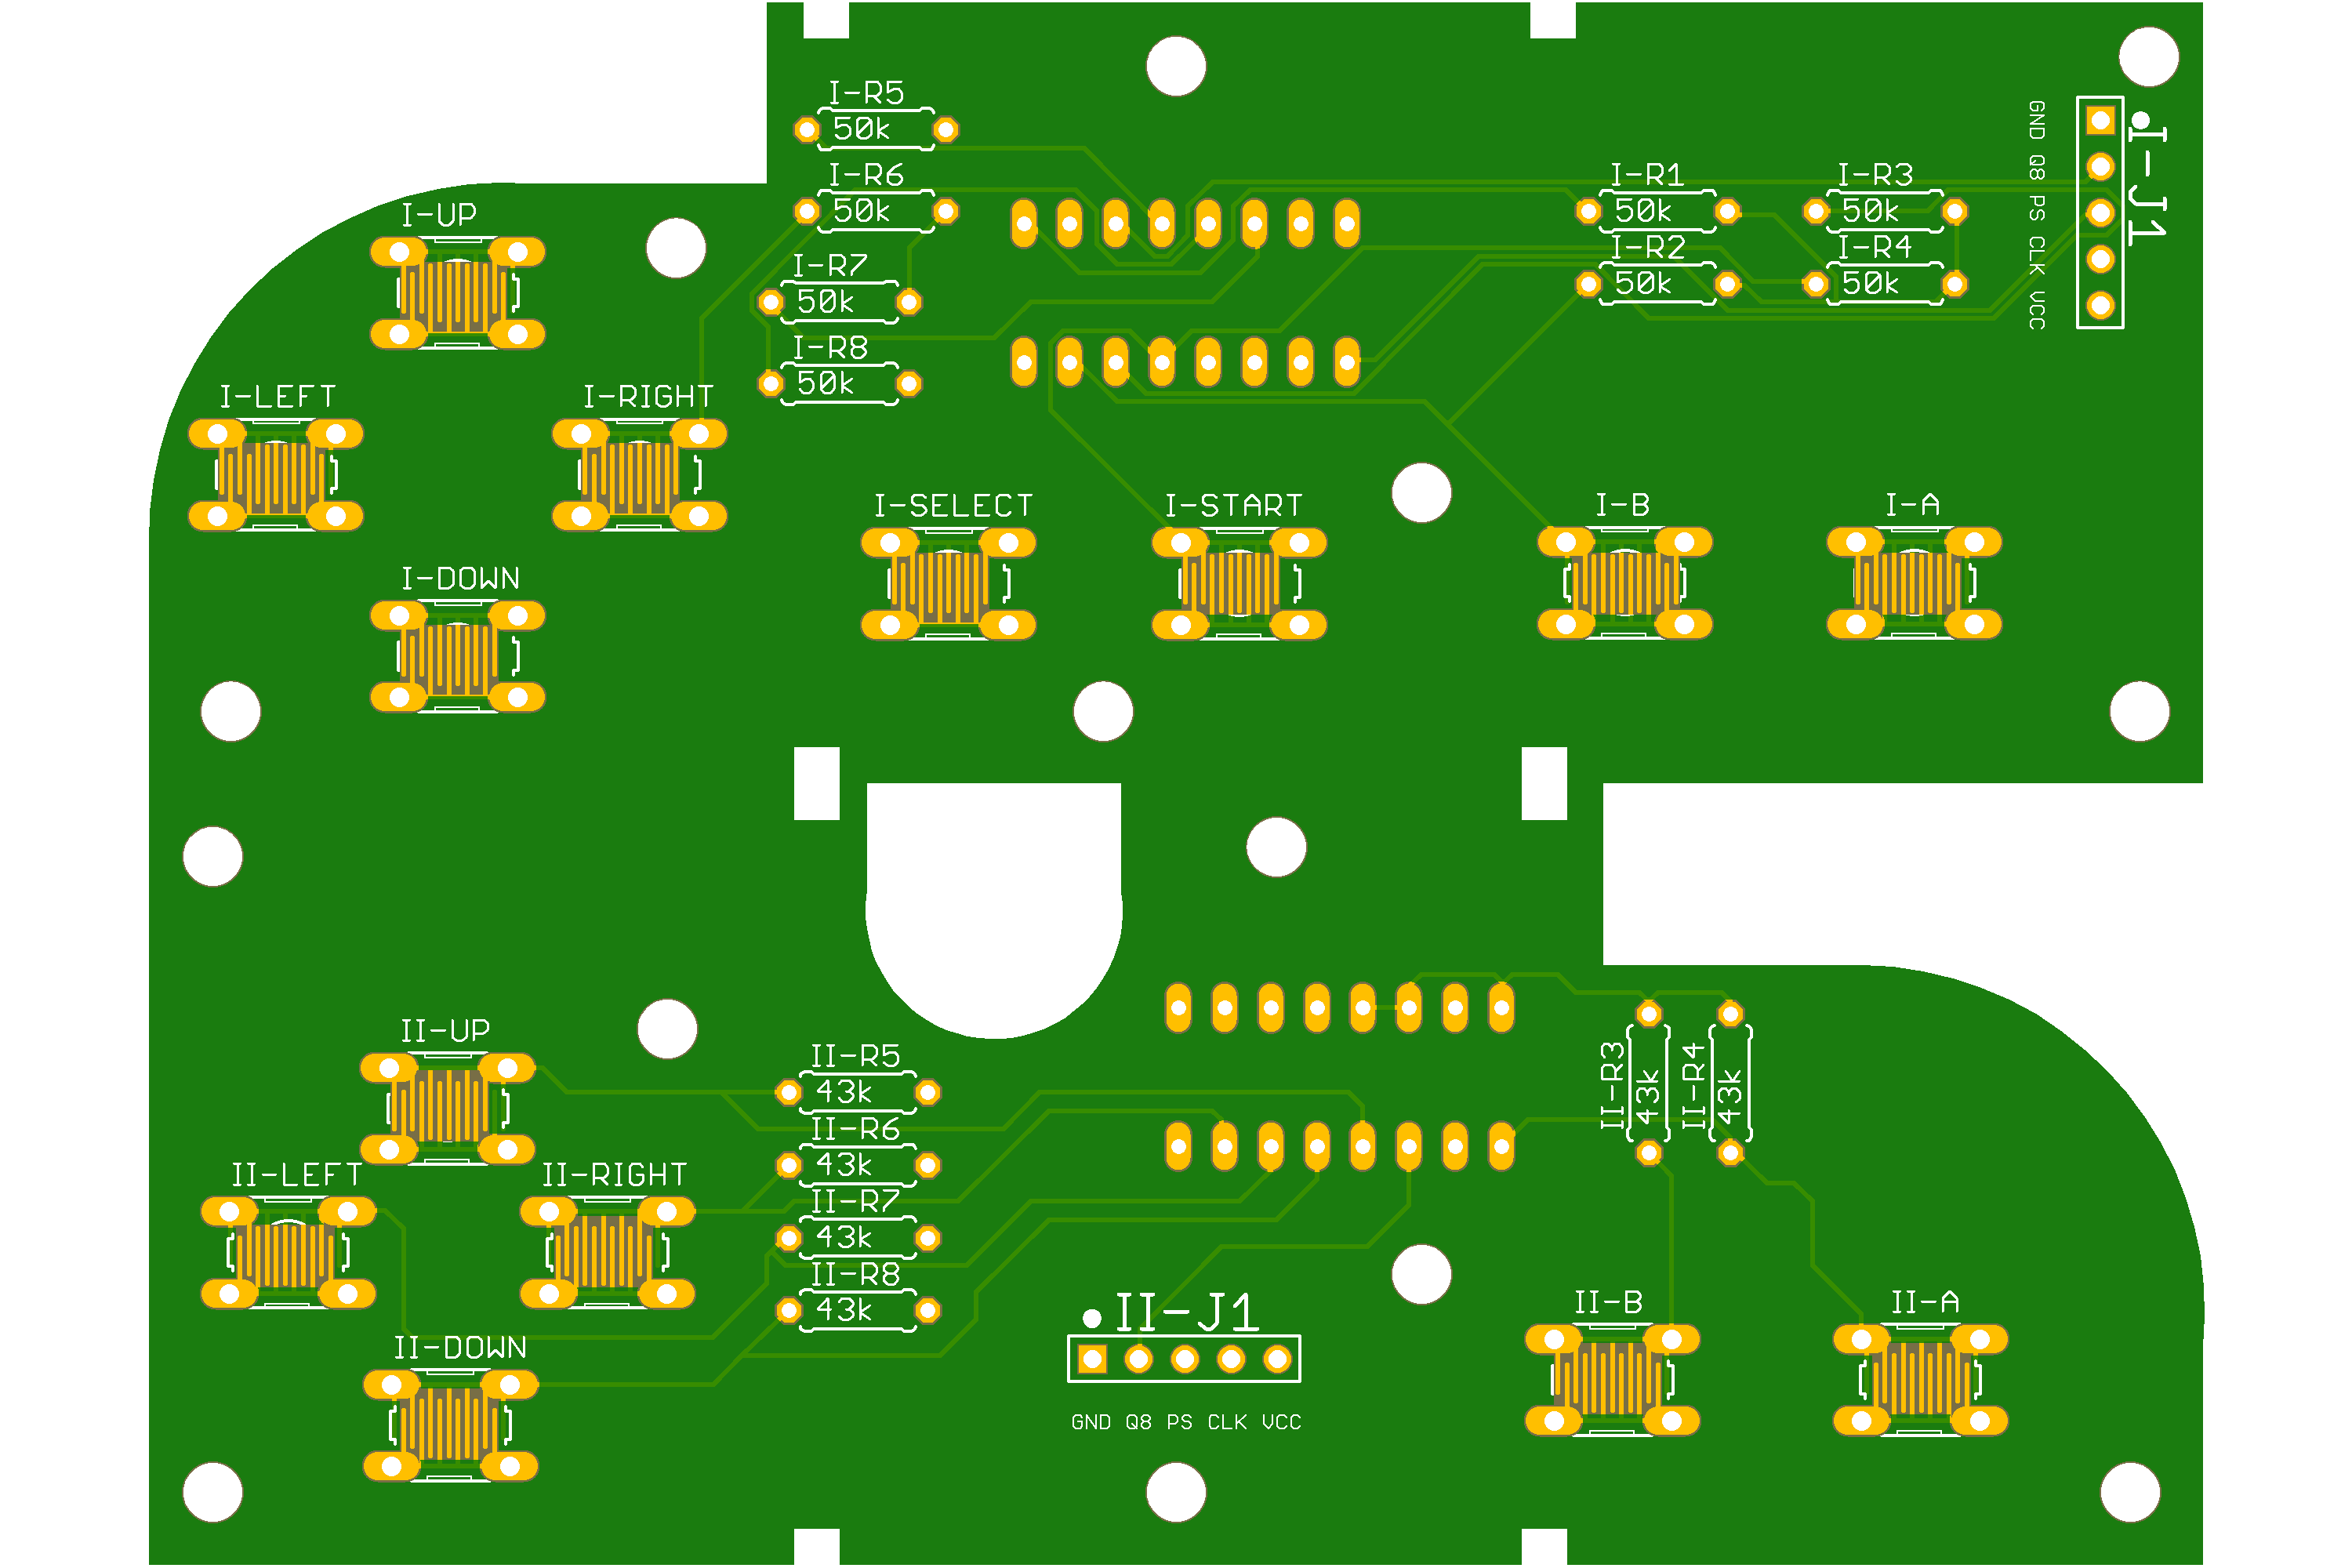 I-R5
50k
I-R6
50k
I-R7
50k
I-R8
50k
I-R1
50k
I-R3
50k
I-R2
50k
I-R4
50k
GND Q8 PS CLK VCC
I-J1
I-UP
I-LEFT
I-RIGHT
I-DOWN
I-SELECT
I-START
I-B
I-A
II-UP
II-LEFT
II-RIGHT
II-DOWN
II-R5
43k
II-R6
43k
II-R7
43k
II-R8
43k
II-R3
43k
II-R4
43k
II-J1
GND Q8 PS CLK VCC
II-B
II-A